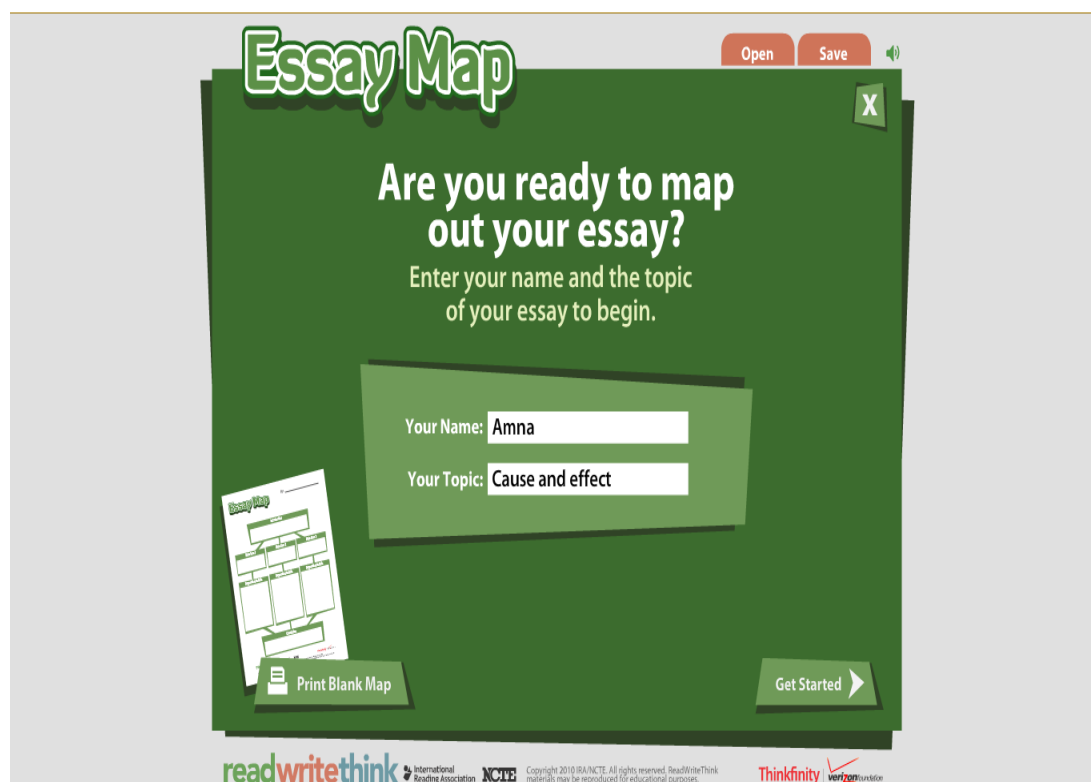 Essay Map
Open
Save
X
Are you ready to map
out your essay?
Enter your name and the topic
of your essay to begin.
Your Name: Amna
Your Topic: Cause and effect
Essay Map
Print Blank Map
Get Started
readwritethink
International
Reading Association
NCTE
Copyright 2010 IRA/NCTE. All rights reserved. ReadWriteThink
materials may be reproduced for educational purposes.
Thinkfinity
verizonfoundation